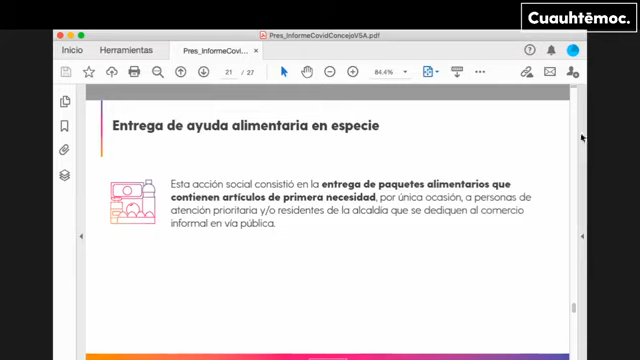 Cuauhtēmoc.
Pres_InformeCovidConcejoV5A.pdf
Inicio
Herramientas
Pres_InformeCovi...
21 / 27
84.4%
Entrega de ayuda alimentaria en especie
Esta acción social consistió en la entrega de paquetes alimentarios que
contienen artículos de primera necesidad, por única ocasión, a personas de
atención prioritaria y/o residentes de la alcaldía que se dediquen al comercio
informal en vía pública.